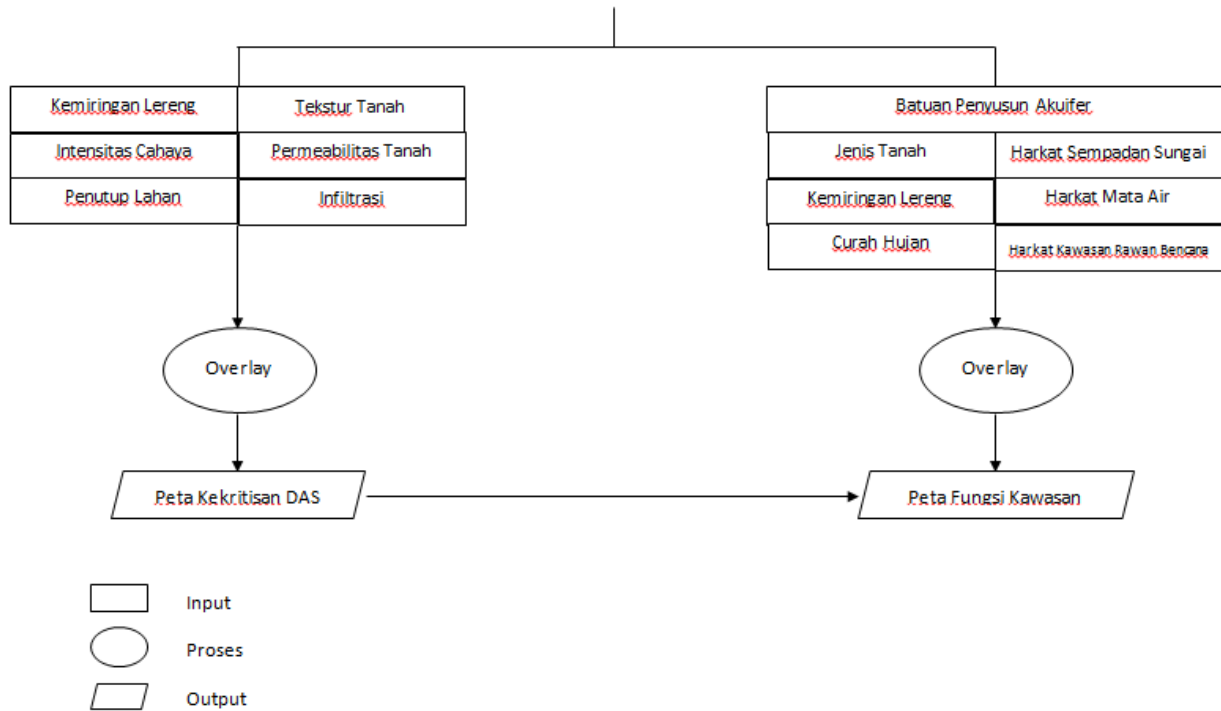 Kemiringan Lereng
Tekstur Tanah
Intensitas Cahaya
Permeabilitas Tanah
Penutup Lahan
Infiltrasi
Batuan Penyusun Akuifer
Jenis Tanah
Harkat Sempadan Sungai
Kemiringan Lereng
Harkat Mata Air
Curah Hujan
Harkat Kawasan Rawan Bencana
Overlay
Overlay
Peta Kekritisan DAS
Peta Fungsi Kawasan
Input
Proses
Output